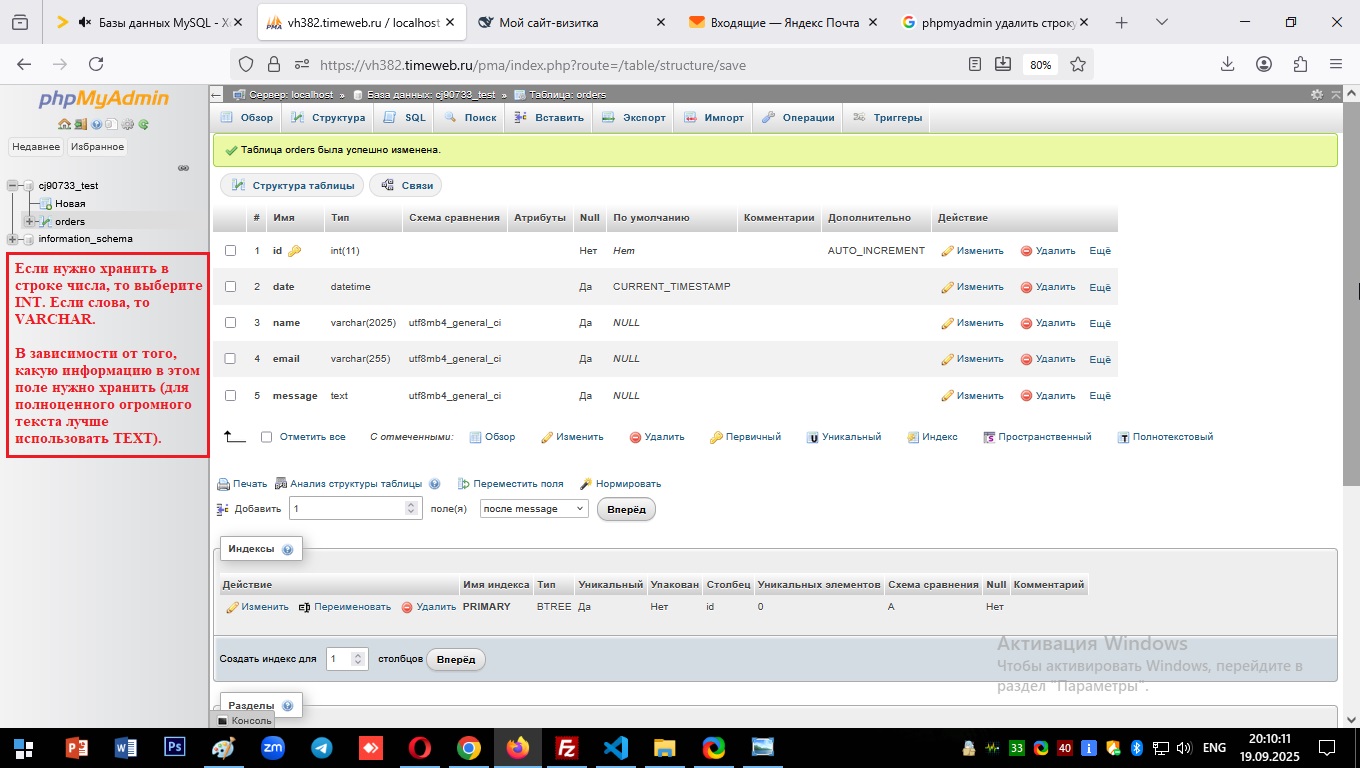 Базы данных MySQL - Хо
vh382.timeweb.ru / localhost
Мой сайт-визитка
Входящие — Яндекс Почта
phpmyadmin удалить строку
https://vh382.timeweb.ru/pma/index.php?route=/table/structure/save
80%
phpMyAdmin
Недавнее Избранное
cj90733_test
Новая
orders
information_schema
Если нужно хранить в
строке числа, то выберите
INT. Если слова, то
VARCHAR.
В зависимости от того,
какую информацию в этом
поле нужно хранить (для
полноценного огромного
текста лучше
использовать TEXT).
Сервер: localhost » База данных: cj90733_test » Таблица: orders
Обзор Структура SQL Поиск Вставить Экспорт Импорт Операции Триггеры
Таблица orders была успешно изменена.
Структура таблицы Связи
# Имя Тип Схема сравнения Атрибуты Null По умолчанию Комментарии Дополнительно Действие
1 id int(11) Нет Нет AUTO_INCREMENT Изменить Удалить Ещё
2 date datetime Да CURRENT_TIMESTAMP Изменить Удалить Ещё
3 name varchar(2025) utf8mb4_general_ci Да NULL Изменить Удалить Ещё
4 email varchar(255) utf8mb4_general_ci Да NULL Изменить Удалить Ещё
5 message text utf8mb4_general_ci Да NULL Изменить Удалить Ещё
Отметить все С отмеченными: Обзор Изменить Удалить Первичный Уникальный Индекс Пространственный Полнотекстовый
Печать Анализ структуры таблицы Переместить поля Нормировать
Добавить 1 поле(я) после message Вперёд
Индексы
Действие Имя индекса Тип Уникальный Упакован Столбец Уникальных элементов Схема сравнения Null Комментарий
Изменить Переименовать Удалить PRIMARY BTREE Да Нет id 0 A Нет
Создать индекс для 1 столбцов Вперёд
Разделы
Консоль
Активация Windows
Чтобы активировать Windows, перейдите в
раздел "Параметры".
33
40
ENG
20:10:11
19.09.2025